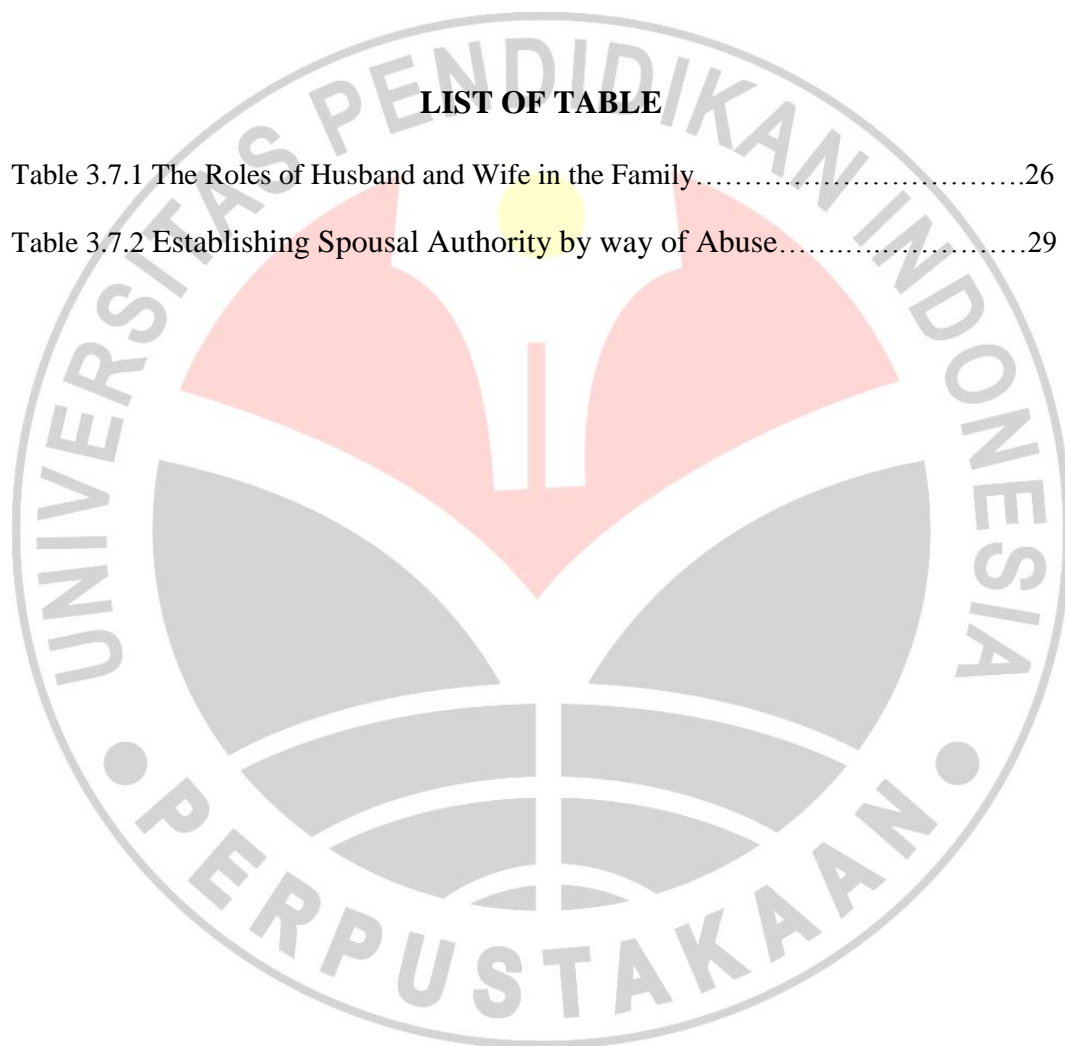 LIST OF TABLE
Table 3.7.1 The Roles of Husband and Wife in the Family…………………………….26
Table 3.7.2 Establishing Spousal Authority by way of Abuse…………………….29
UNIVERSITAS PENDIDIKAN INDONESIA
PERPUSTAKAAN